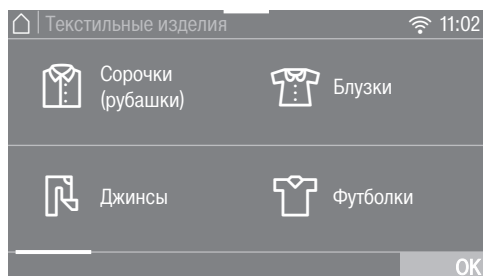 Текстильные изделия 11:02
Сорочки
(рубашки)
Блузки
Джинсы
Футболки
OK